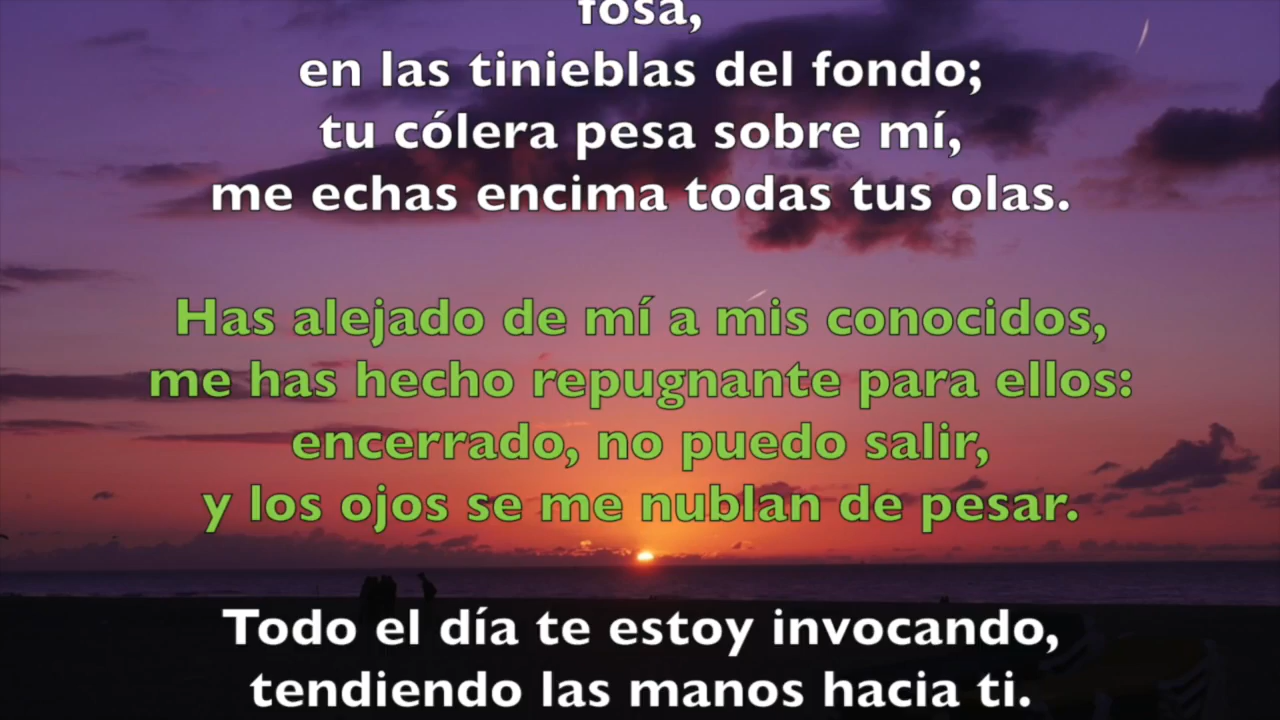 fosa,
en las tinieblas del fondo;
tu cólera pesa sobre mí,
me echas encima todas tus olas.
Has alejado de mí a mis conocidos,
me has hecho repugnante para ellos:
encerrado, no puedo salir,
y los ojos se me nublan de pesar.
Todo el día te estoy invocando,
tendiendo las manos hacia ti.